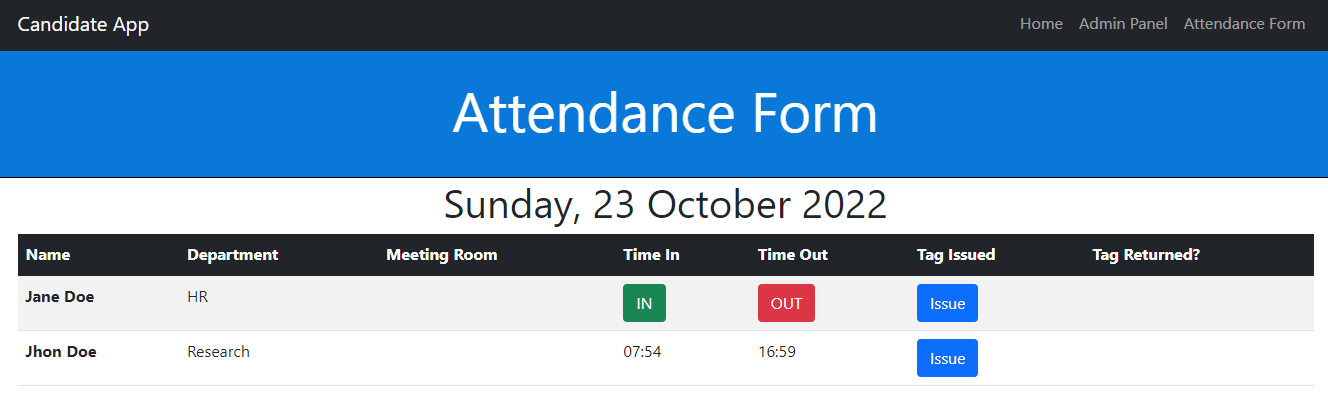 Candidate App Home Admin Panel Attendance Form
Attendance Form
Sunday, 23 October 2022
Name Department Meeting Room Time In Time Out Tag Issued Tag Returned?
Jane Doe HR IN OUT Issue
Jhon Doe Research 07:54 16:59 Issue